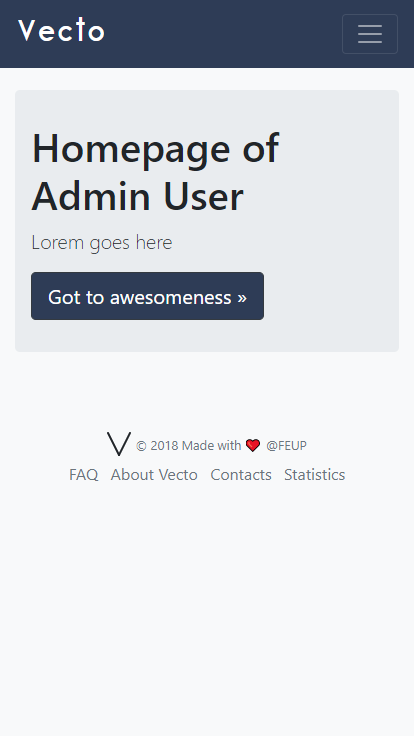 Vecto
Homepage of
Admin User
Lorem goes here
Got to awesomeness »
V © 2018 Made with ❤ @FEUP
FAQ About Vecto Contacts Statistics